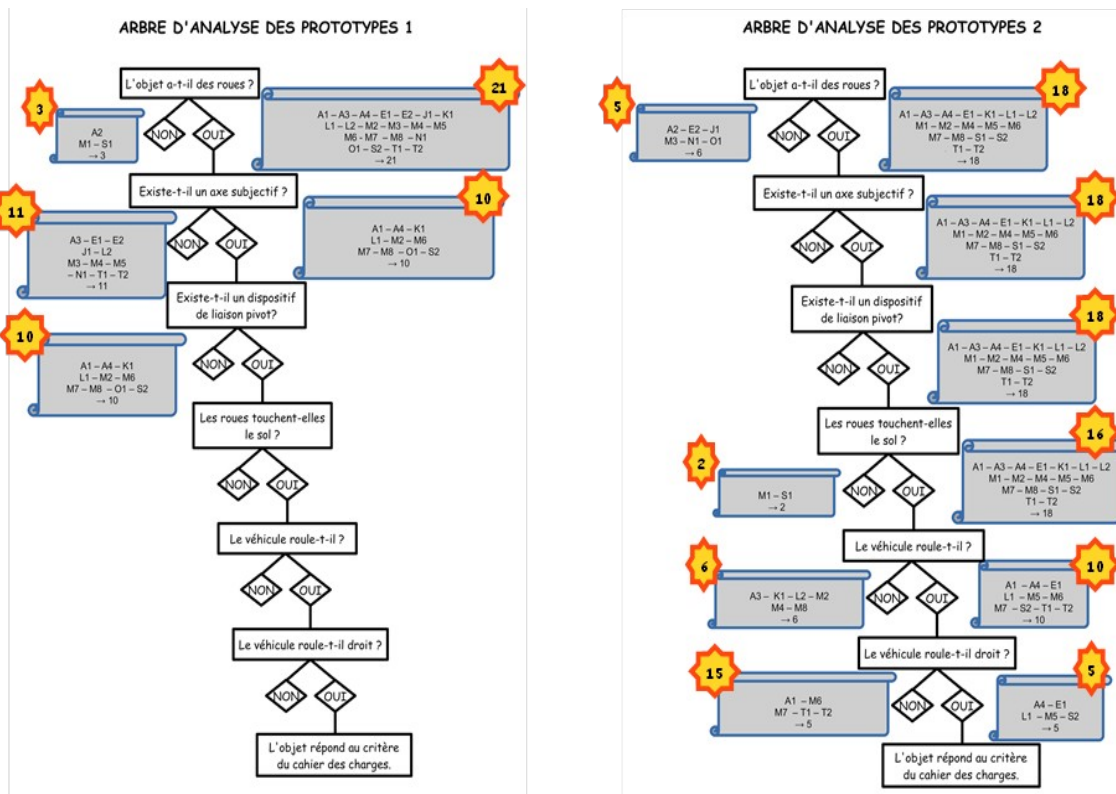 ARBRE D'ANALYSE DES PROTOTYPES 1
L'objet a-t-il des roues ?
3
A2
M1 – S1
→ 3
NON
OUI
21
A1 – A3 – A4 – E1 – E2 – J1 – K1
L1 – L2 – M2 – M3 – M4 – M5
M6 – M7 – M8 – N1
O1 – S2 – T1 – T2
→ 21
Existe-t-il un axe subjectif ?
11
A3 – E1 – E2
J1 – L2
M3 – M4 – M5
– N1 – T1 – T2
→ 11
NON
OUI
10
A1 – A4 – K1
L1 – M2 – M6
M7 – M8 – O1 – S2
→ 10
Existe-t-il un dispositif
de liaison pivot?
10
A1 – A4 – K1
L1 – M2 – M6
M7 – M8 – O1 – S2
→ 10
NON
OUI
Les roues touchent-elles
le sol ?
NON
OUI
Le véhicule roule-t-il ?
NON
OUI
Le véhicule roule-t-il droit ?
NON
OUI
L'objet répond au critère
du cahier des charges.
ARBRE D'ANALYSE DES PROTOTYPES 2
L'objet a-t-il des roues ?
5
A2 – E2 – J1
M3 – N1 – O1
→ 6
NON
OUI
18
A1 – A3 – A4 – E1 – K1 – L1 – L2
M1 – M2 – M4 – M5 – M6
M7 – M8 – S1 – S2
T1 – T2
→ 18
Existe-t-il un axe subjectif ?
NON
OUI
18
A1 – A3 – A4 – E1 – K1 – L1 – L2
M1 – M2 – M4 – M5 – M6
M7 – M8 – S1 – S2
T1 – T2
→ 18
Existe-t-il un dispositif
de liaison pivot?
NON
OUI
18
A1 – A3 – A4 – E1 – K1 – L1 – L2
M1 – M2 – M4 – M5 – M6
M7 – M8 – S1 – S2
T1 – T2
→ 18
Les roues touchent-elles
le sol ?
2
M1 – S1
→ 2
NON
OUI
16
A1 – A3 – A4 – E1 – K1 – L1 – L2
M1 – M2 – M4 – M5 – M6
M7 – M8 – S1 – S2
T1 – T2
→ 18
Le véhicule roule-t-il ?
6
A3 – K1 – L2 – M2
M4 – M8
→ 6
NON
OUI
10
A1 – A4 – E1
L1 – M5 – M6
M7 – S2 – T1 – T2
→ 10
Le véhicule roule-t-il droit ?
15
A1 – M6
M7 – T1 – T2
→ 5
NON
OUI
5
A4 – E1
L1 – M5 – S2
→ 5
L'objet répond au critère
du cahier des charges.